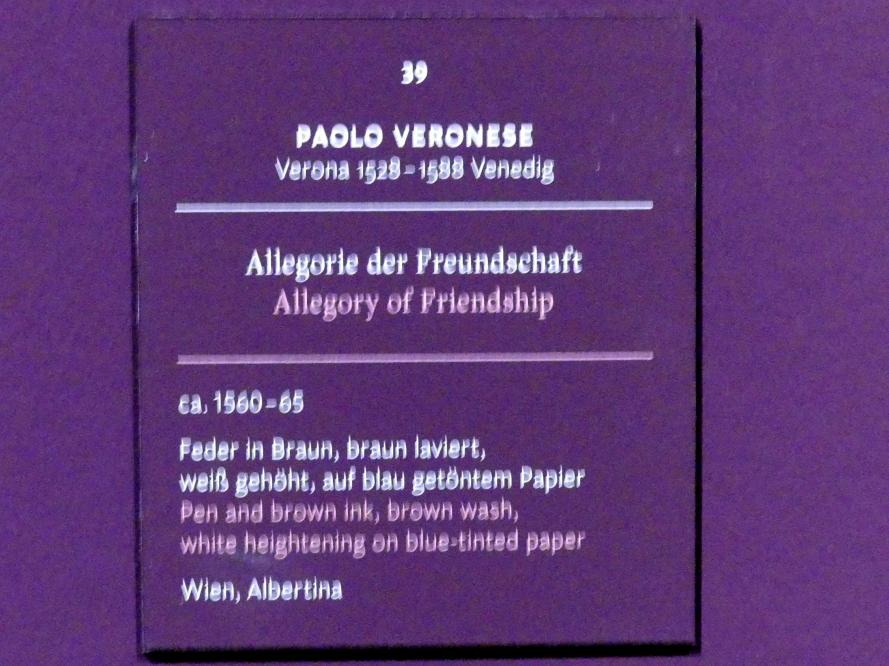 39
PAOLO VERONESE
Verona 1528 – 1588 Venedig
Allegorie der Freundschaft
Allegory of Friendship
ca. 1560 – 65
Feder in Braun, braun laviert,
weiß gehöht, auf blau getöntem Papier
Pen and brown ink, brown wash,
white heightening on blue-tinted paper
Wien, Albertina